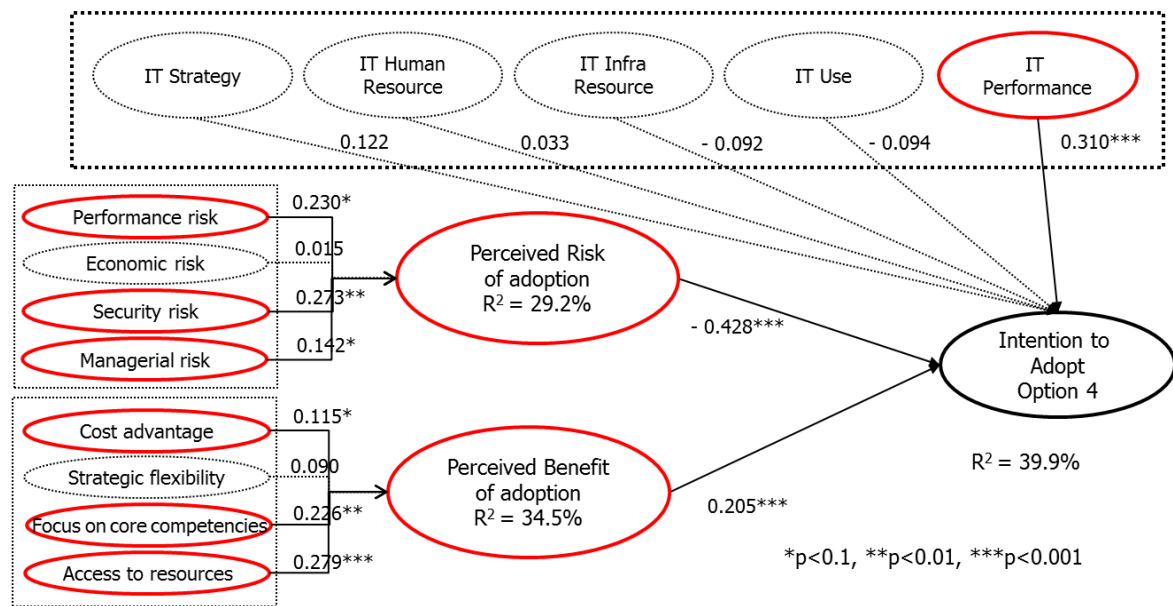 IT Strategy
IT Human
Resource
IT Infra
Resource
IT Use
IT
Performance
0.122
0.033
- 0.092
- 0.094
0.310***
Performance risk
0.230*
Economic risk
0.015
Security risk
0.273**
Managerial risk
0.142*
Perceived Risk
of adoption
R² = 29.2%
- 0.428***
Intention to
Adopt
Option 4
R² = 39.9%
Cost advantage
0.115*
Strategic flexibility
0.090
Focus on core competencies
0.226**
Access to resources
0.279***
Perceived Benefit
of adoption
R² = 34.5%
0.205***
*p<0.1, **p<0.01, ***p<0.001